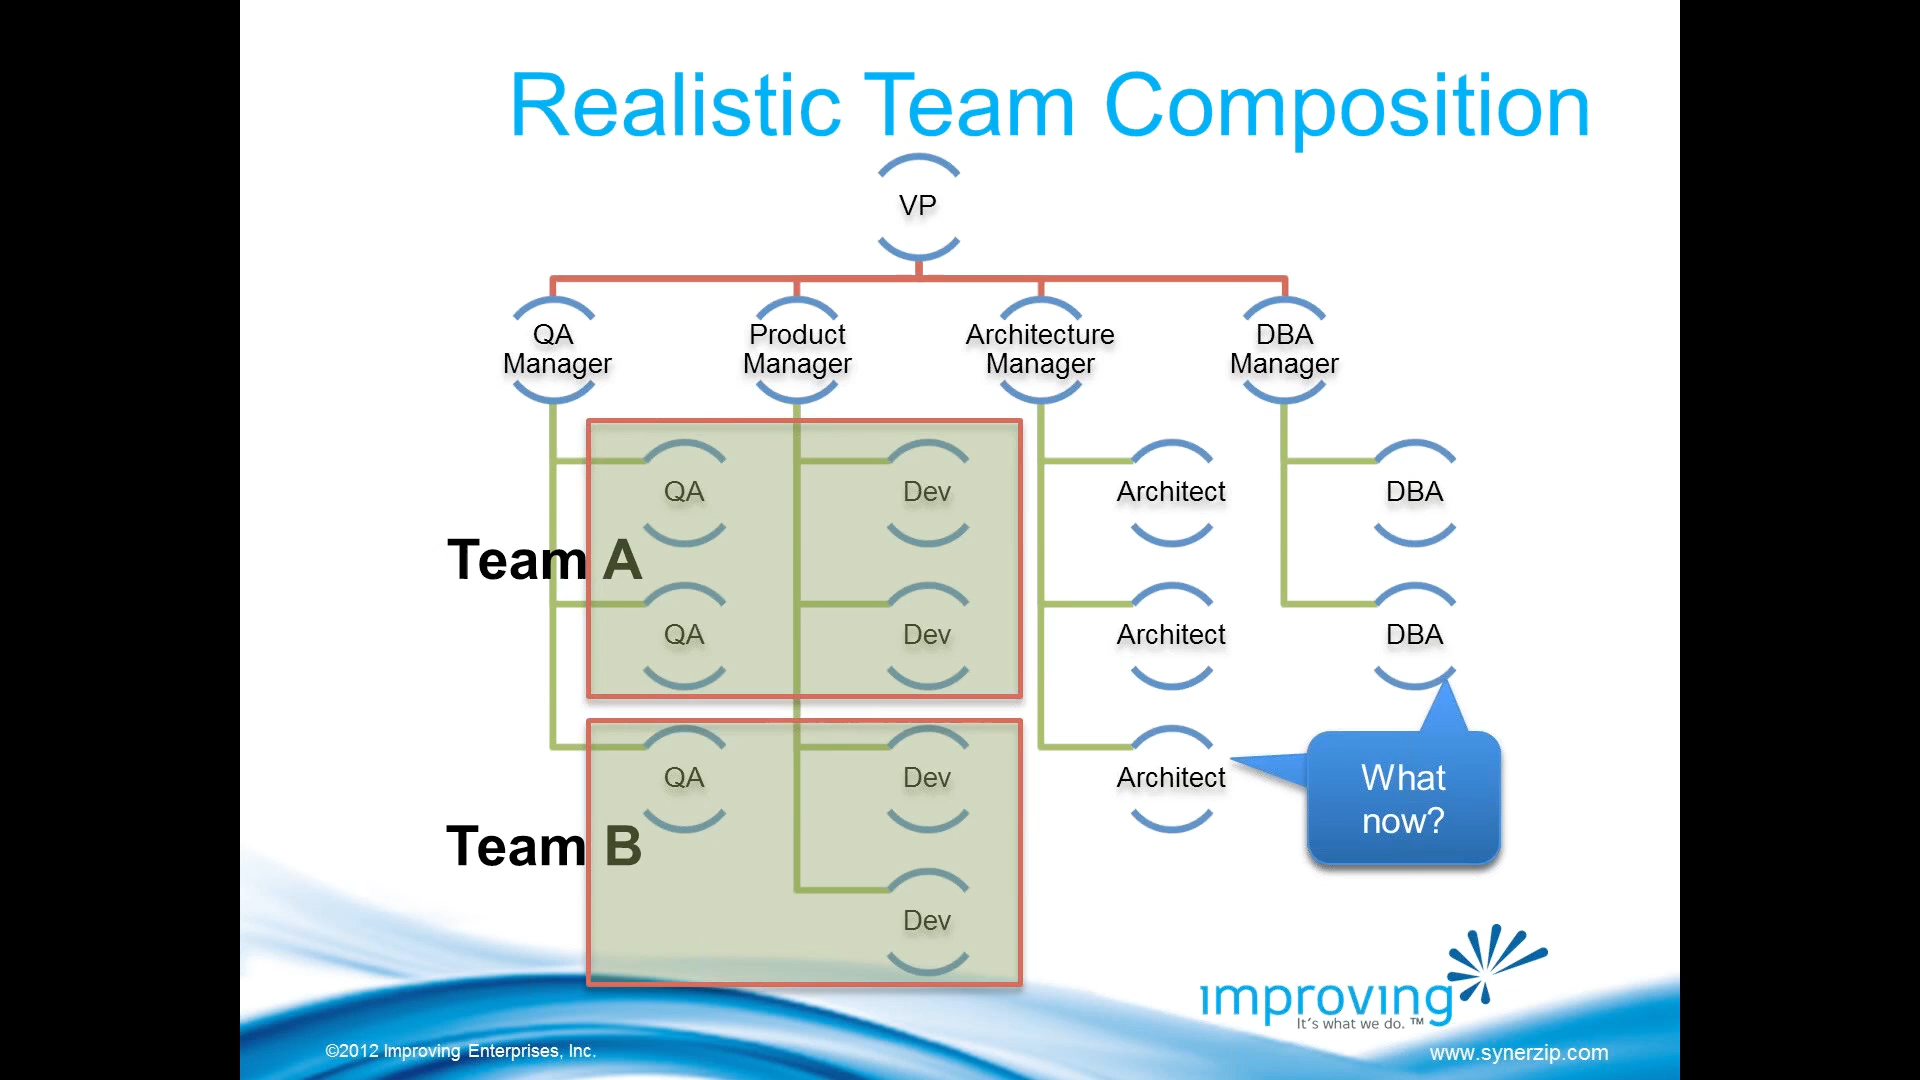 Realistic Team Composition
VP
QA
Manager
Product
Manager
Architecture
Manager
DBA
Manager
QA
Dev
Architect
DBA
Team A
QA
Dev
Architect
DBA
QA
Dev
Architect
What
now?
Team B
Dev
improving
It's what we do. ™
©2012 Improving Enterprises, Inc.
www.synerzip.com